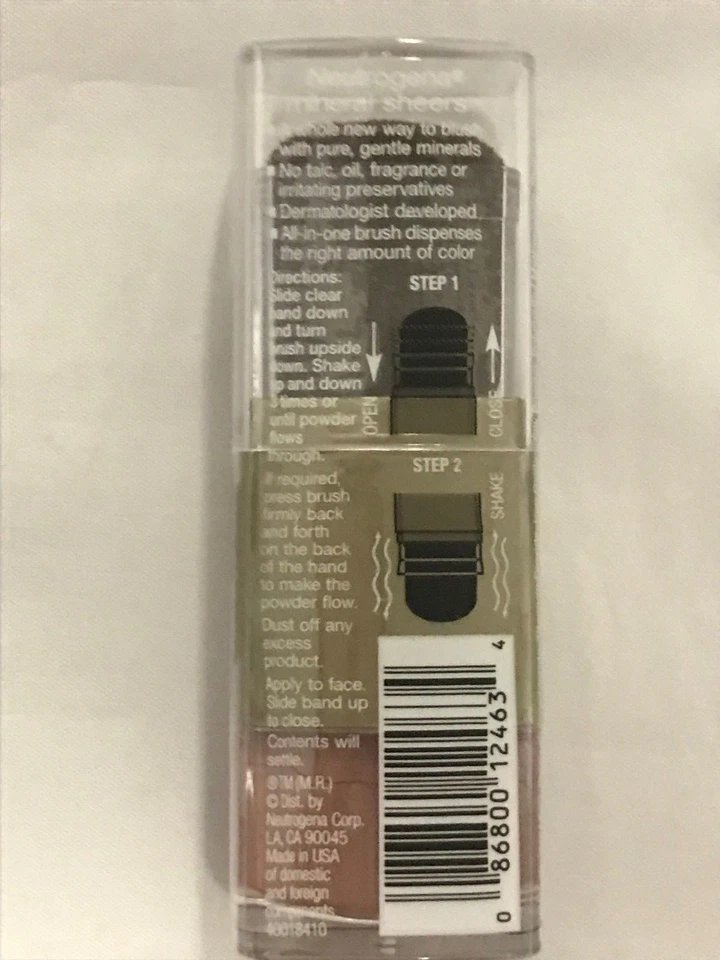 Neutrogena®
mineral sheers
A whole new way to blush
with pure, gentle minerals
▪ No talc, oil, fragrance or
irritating preservatives
▪ Dermatologist developed
▪ All-in-one brush dispenses
the right amount of color
Directions:
Slide clear
band down
and turn
brush upside
down. Shake
up and down
3 times or
until powder
flows
through.
If required,
press brush
firmly back
and forth
on the back
of the hand
to make the
powder flow.
Dust off any
excess
product.
Apply to face.
Slide band up
to close.
Contents will
settle.
®TM (M.R.)
© Dist. by
Neutrogena Corp.
LA, CA 90045
Made in USA
of domestic
and foreign
components
40018410
STEP 1
OPEN
CLOSE
STEP 2
SHAKE
0 86800 12463 4